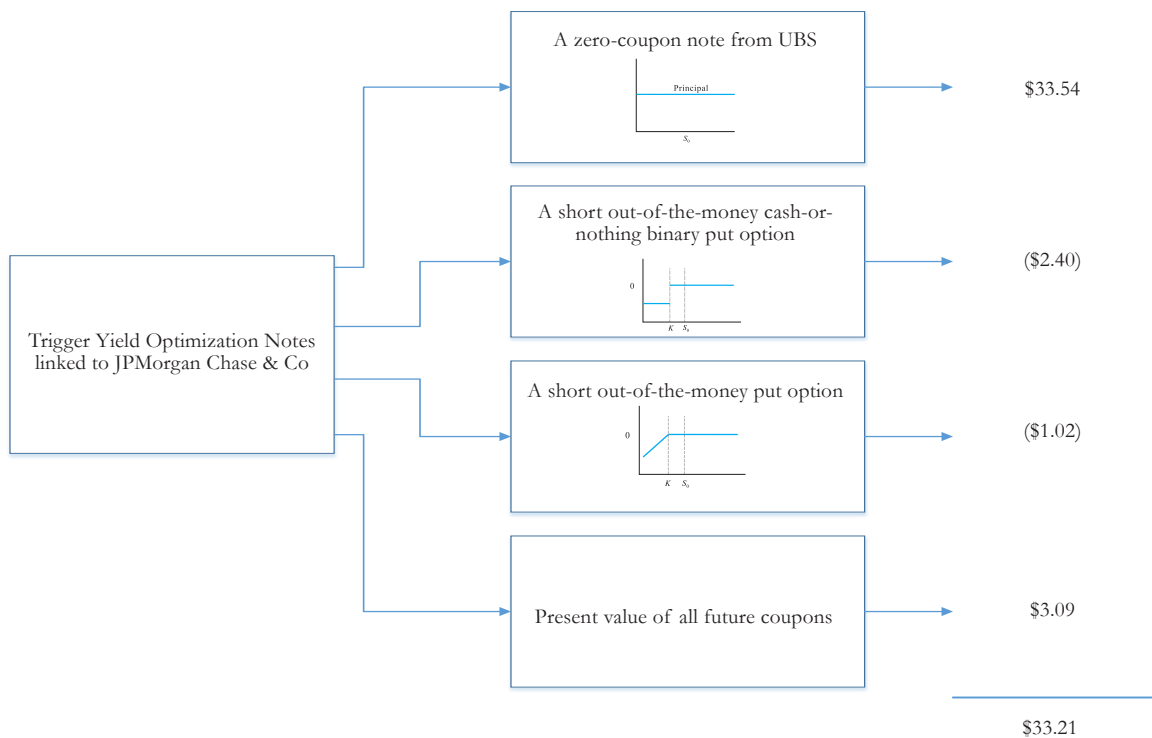 A zero-coupon note from UBS
Principal
S0
$33.54
A short out-of-the-money cash-or-
nothing binary put option
0
K S0
($2.40)
Trigger Yield Optimization Notes
linked to JPMorgan Chase & Co
A short out-of-the-money put option
0
K S0
($1.02)
Present value of all future coupons
$3.09
$33.21